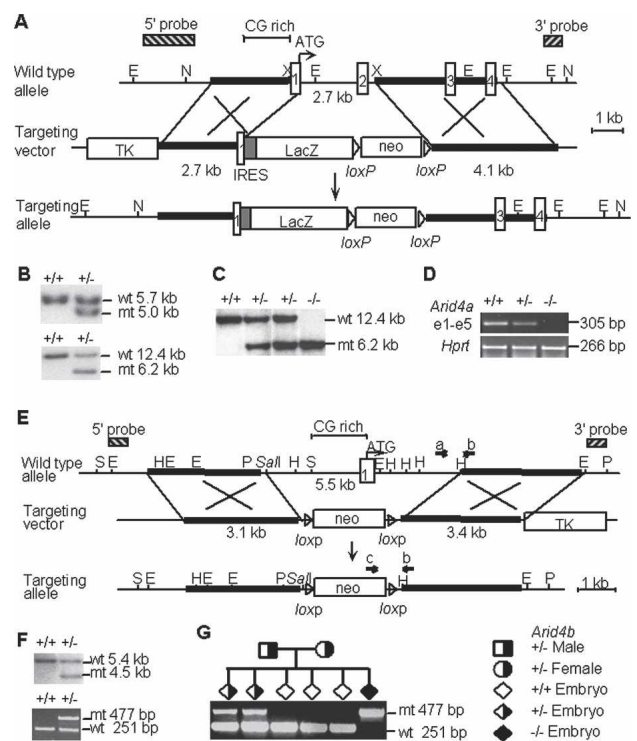 A
5' probe
CG rich
ATG
3' probe
Wild type allele
E N X 1 E 2 X 3 E 4 E E N
2.7 kb
1 kb
Targeting vector
TK 1 LacZ neo
2.7 kb IRES loxP loxP 4.1 kb
Targeting allele
E N 1 LacZ neo 3 E 4 E E N
loxP loxP
B
+/+ +/-
wt 5.7 kb
mt 5.0 kb
+/+ +/-
wt 12.4 kb
mt 6.2 kb
C
+/+ +/- +/- -/-
wt 12.4 kb
mt 6.2 kb
D
Arid4a +/+ +/- -/-
e1-e5 305 bp
Hprt 266 bp
E
5' probe
CG rich
ATG
a b
3' probe
Wild type allele
S E HE E P SalI H S 1 EH H H H H E P
5.5 kb
Targeting vector
neo TK
3.1 kb loxp loxp 3.4 kb
c b
Targeting allele
S E HE E P SalI neo H E P
loxp loxp
1 kb
F
+/+ +/-
wt 5.4 kb
mt 4.5 kb
+/+ +/-
mt 477 bp
wt 251 bp
G
mt 477 bp
wt 251 bp
Arid4b
+/- Male
+/- Female
+/+ Embryo
+/- Embryo
-/- Embryo